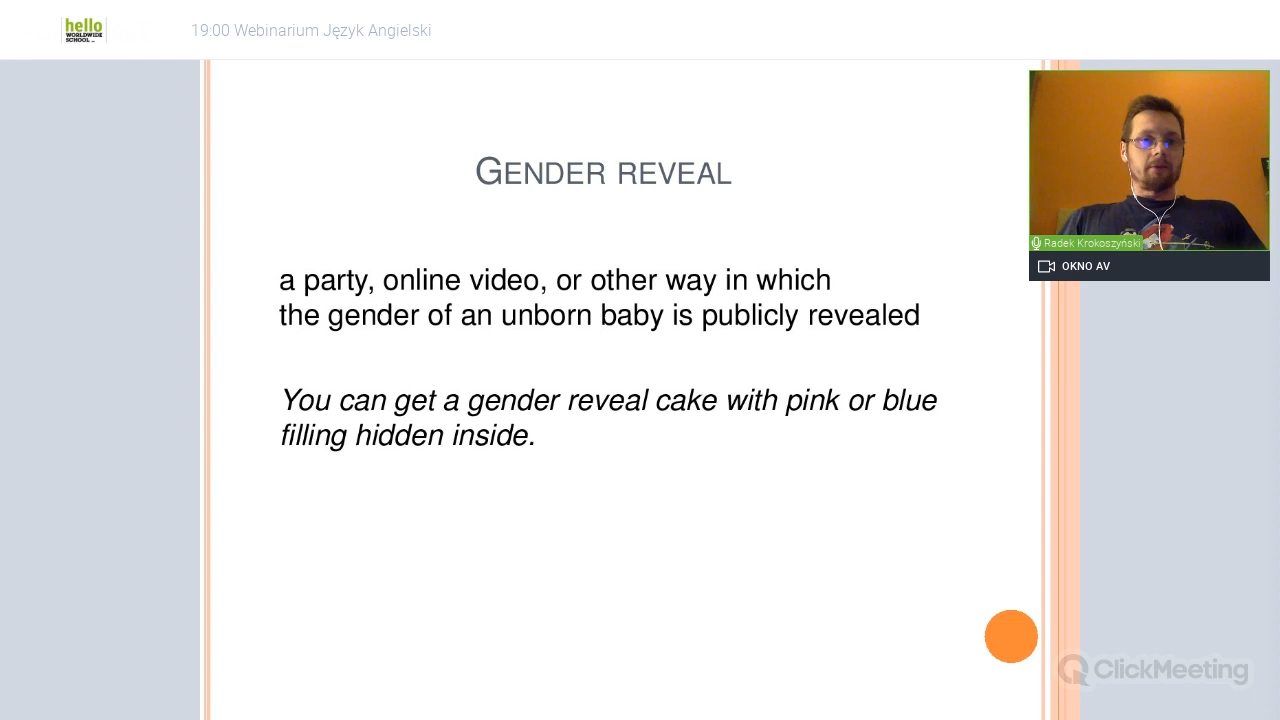 hello
WORLDWIDE
SCHOOL
19:00 Webinarium Język Angielski
GENDER REVEAL
a party, online video, or other way in which
the gender of an unborn baby is publicly revealed
You can get a gender reveal cake with pink or blue
filling hidden inside.
Radek Krokoszyński
OKNO AV
ClickMeeting